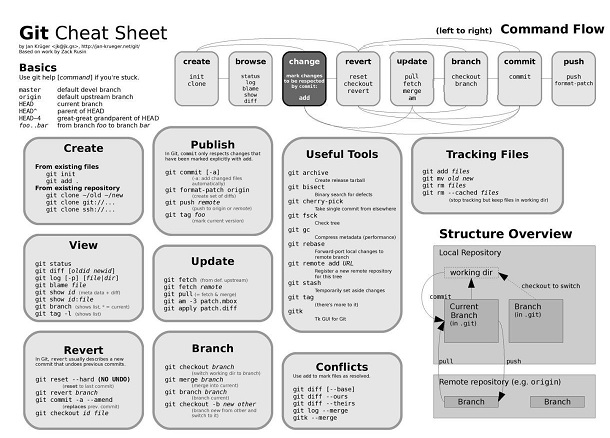 Git Cheat Sheet
by Jan Krüger <jk@jk.gs>, http://jan-krueger.net/git/
Based on work by Zack Rusin
Basics
Use git help [command] if you're stuck.
master default devel branch
origin default upstream branch
HEAD current branch
HEAD^ parent of HEAD
HEAD~4 great-great grandparent of HEAD
foo..bar from branch foo to branch bar
(left to right) Command Flow
create
init
clone
browse
status
log
blame
show
diff
change
mark changes
to be respected
by commit:
add
revert
reset
checkout
revert
update
pull
fetch
merge
am
branch
checkout
branch
commit
commit
push
push
format-patch
Create
From existing files
git init
git add .
From existing repository
git clone ~/old ~/new
git clone git://...
git clone ssh://...
View
git status
git diff [oldid newid]
git log [-p] [file|dir]
git blame file
git show id (meta data + diff)
git show id:file
git branch (shows list, * = current)
git tag -l (shows list)
Revert
In Git, revert usually describes a new
commit that undoes previous commits.
git reset --hard (NO UNDO)
(reset to last commit)
git revert branch
git commit -a --amend
(replaces prev. commit)
git checkout id file
Publish
In Git, commit only respects changes that
have been marked explicitly with add.
git commit [-a]
(-a: add changed files
automatically)
git format-patch origin
(create set of diffs)
git push remote
(push to origin or remote)
git tag foo
(mark current version)
Update
git fetch (from def. upstream)
git fetch remote
git pull (= fetch & merge)
git am -3 patch.mbox
git apply patch.diff
Branch
git checkout branch
(switch working dir to branch)
git merge branch
(merge into current)
git branch branch
(branch current)
git checkout -b new other
(branch new from other and
switch to it)
Useful Tools
git archive
Create release tarball
git bisect
Binary search for defects
git cherry-pick
Take single commit from elsewhere
git fsck
Check tree
git gc
Compress metadata (performance)
git rebase
Forward-port local changes to
remote branch
git remote add URL
Register a new remote repository
for this tree
git stash
Temporarily set aside changes
git tag
(there's more to it)
gitk
Tk GUI for Git
Conflicts
Use add to mark files as resolved.
git diff [--base]
git diff --ours
git diff --theirs
git log --merge
gitk --merge
Tracking Files
git add files
git mv old new
git rm files
git rm --cached files
(stop tracking but keep files in working dir)
Structure Overview
Local Repository
working dir
checkout to switch
commit
Current
Branch
(in .git)
Branch
(in .git)
pull
push
Remote repository (e.g. origin)
Branch
Branch